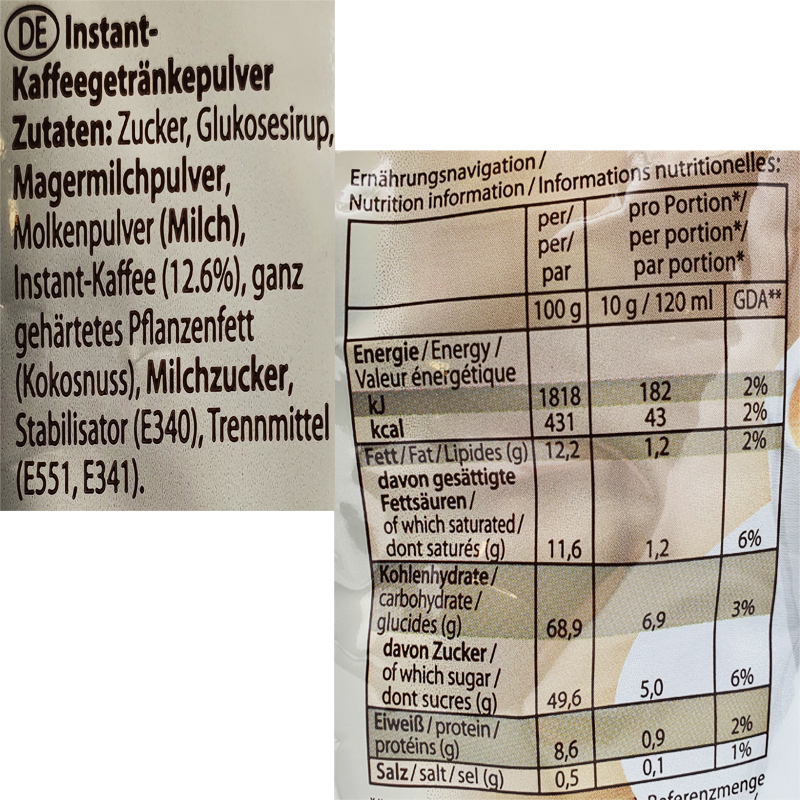 DE Instant-
Kaffeegetränkepulver
Zutaten: Zucker, Glukosesirup,
Magermilchpulver,
Molkenpulver (Milch),
Instant-Kaffee (12.6%), ganz
gehärtetes Pflanzenfett
(Kokosnuss), Milchzucker,
Stabilisator (E340), Trennmittel
(E551, E341).
Ernährungsnavigation/
Nutrition information/Informations nutritionelles:
per/ pro Portion*/
per/ per portion*/
par par portion*
100 g 10 g/120 ml GDA**
Energie/Energy/
Valeur énergétique
kJ 1818 182 2%
kcal 431 43 2%
Fett/Fat/Lipides (g) 12,2 1,2 2%
davon gesättigte
Fettsäuren/
of which saturated/
dont saturés (g) 11,6 1,2 6%
Kohlenhydrate/
carbohydrate/
glucides (g) 68,9 6,9 3%
davon Zucker/
of which sugar/
dont sucres (g) 49,6 5,0 6%
Eiweiß/protein/
protéins (g) 8,6 0,9 2%
Salz/salt/sel (g) 0,5 0,1 1%